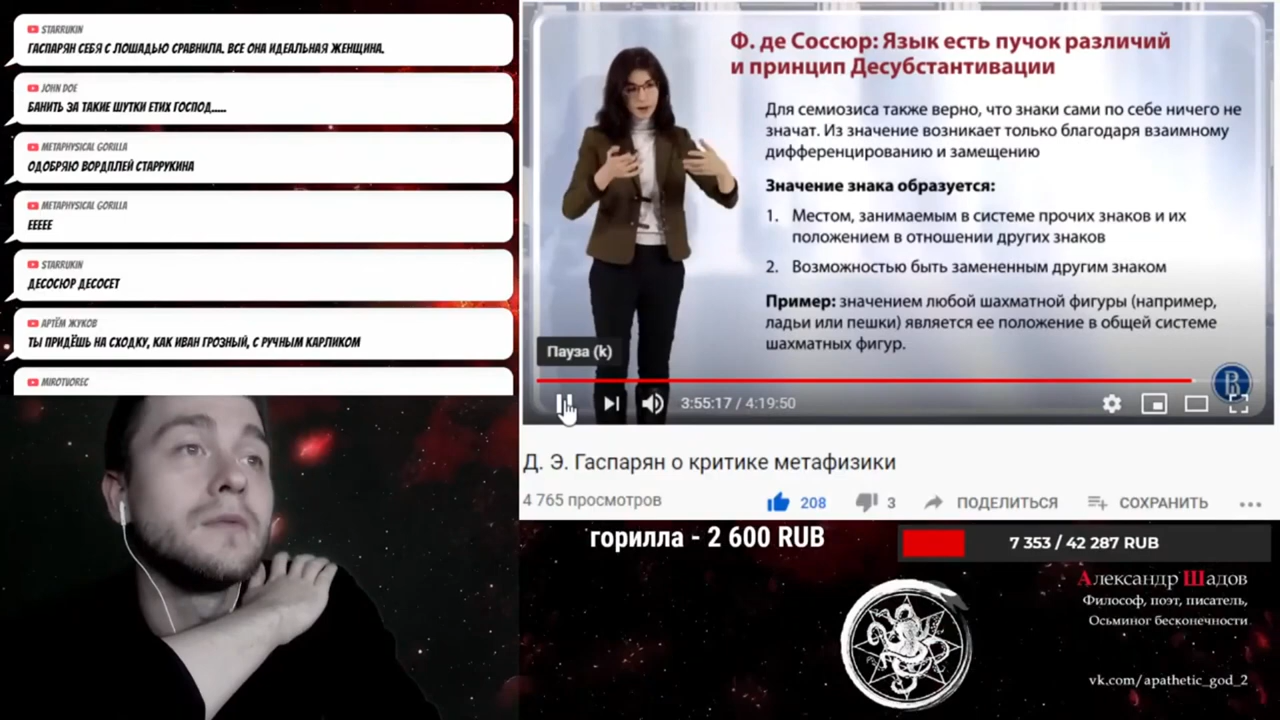 STARRUKIN
ГАСПАРЯН СЕБЯ С ЛОШАДЬЮ СРАВНИЛА. ВСЕ ОНА ИДЕАЛЬНАЯ ЖЕНЩИНА.
JOHN DOE
БАНИТЬ ЗА ТАКИЕ ШУТКИ ЕТИХ ГОСПОД.....
METAPHYSICAL GORILLA
ОДОБРЯЮ ВОРДПЛЕЙ СТАРРУКИНА
METAPHYSICAL GORILLA
ЕЕЕЕЕ
STARRUKIN
ДЕСОСЮР ДЕСОСЕТ
АРТЁМ ЖУКОВ
ТЫ ПРИДЁШЬ НА СХОДКУ, КАК ИВАН ГРОЗНЫЙ, С РУЧНЫМ КАРЛИКОМ
MIROTVOREC
Ф. де Соссюр: Язык есть пучок различий
и принцип Десубстантивации
Для семиозиса также верно, что знаки сами по себе ничего не
значат. Из значение возникает только благодаря взаимному
дифференцированию и замещению
Значение знака образуется:
1. Местом, занимаемым в системе прочих знаков и их
положением в отношении других знаков
2. Возможностью быть замененным другим знаком
Пример: значением любой шахматной фигуры (например,
ладьи или пешки) является ее положение в общей системе
шахматных фигур.
Пауза (k)
3:55:17 / 4:19:50
Д. Э. Гаспарян о критике метафизики
4 765 просмотров
208
3
ПОДЕЛИТЬСЯ
СОХРАНИТЬ
горилла - 2 600 RUB
7 353 / 42 287 RUB
Александр Шадов
Философ, поэт, писатель,
Осьминог бесконечности
vk.com/apathetic_god_2